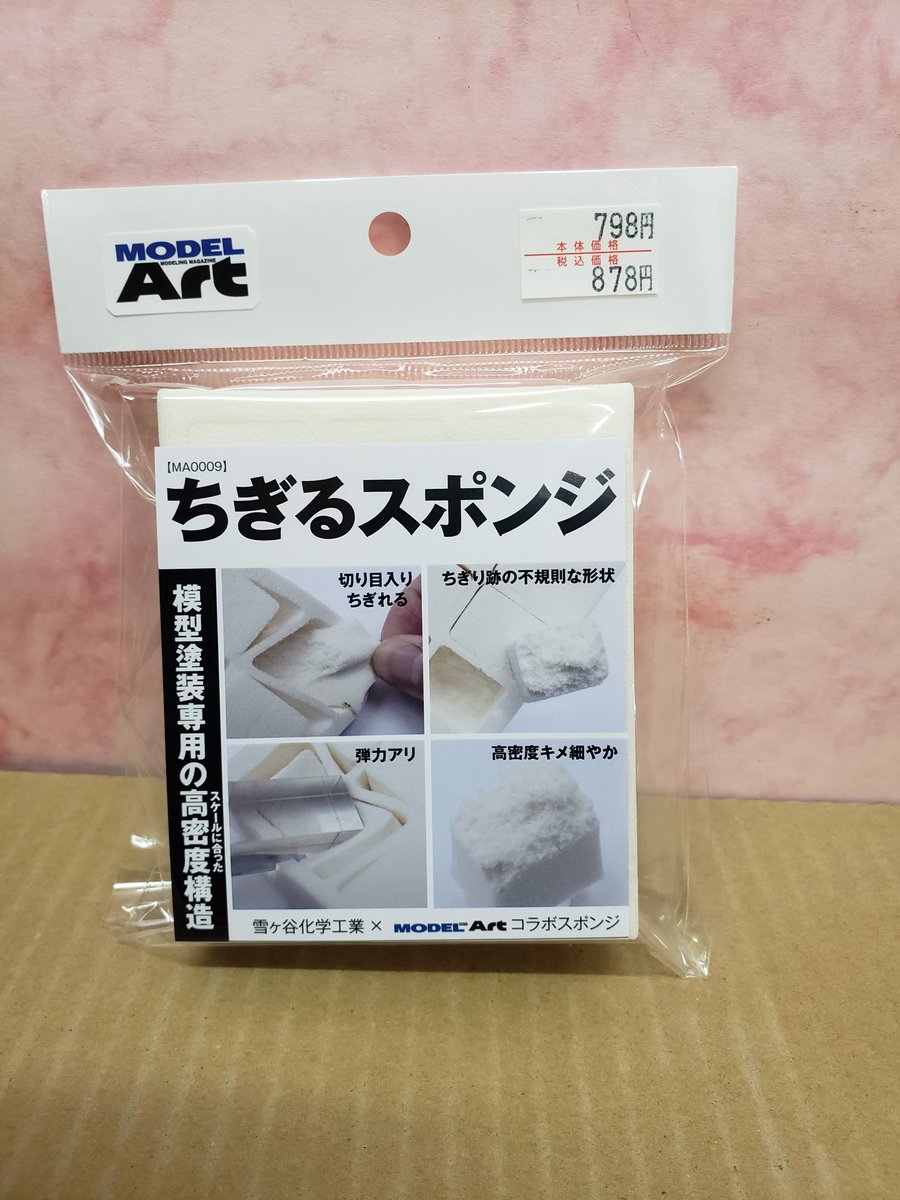 MODEL
MODELING MAGAZINE
Art
798円
本体価格
税込価格
878円
【MA0009】
ちぎるスポンジ
模型塗装専用の高密度構造
スケールに合った
切り目入り
ちぎれる
ちぎり跡の不規則な形状
弾力アリ
高密度キメ細やか
雪ヶ谷化学工業 × MODEL Art コラボスポンジ